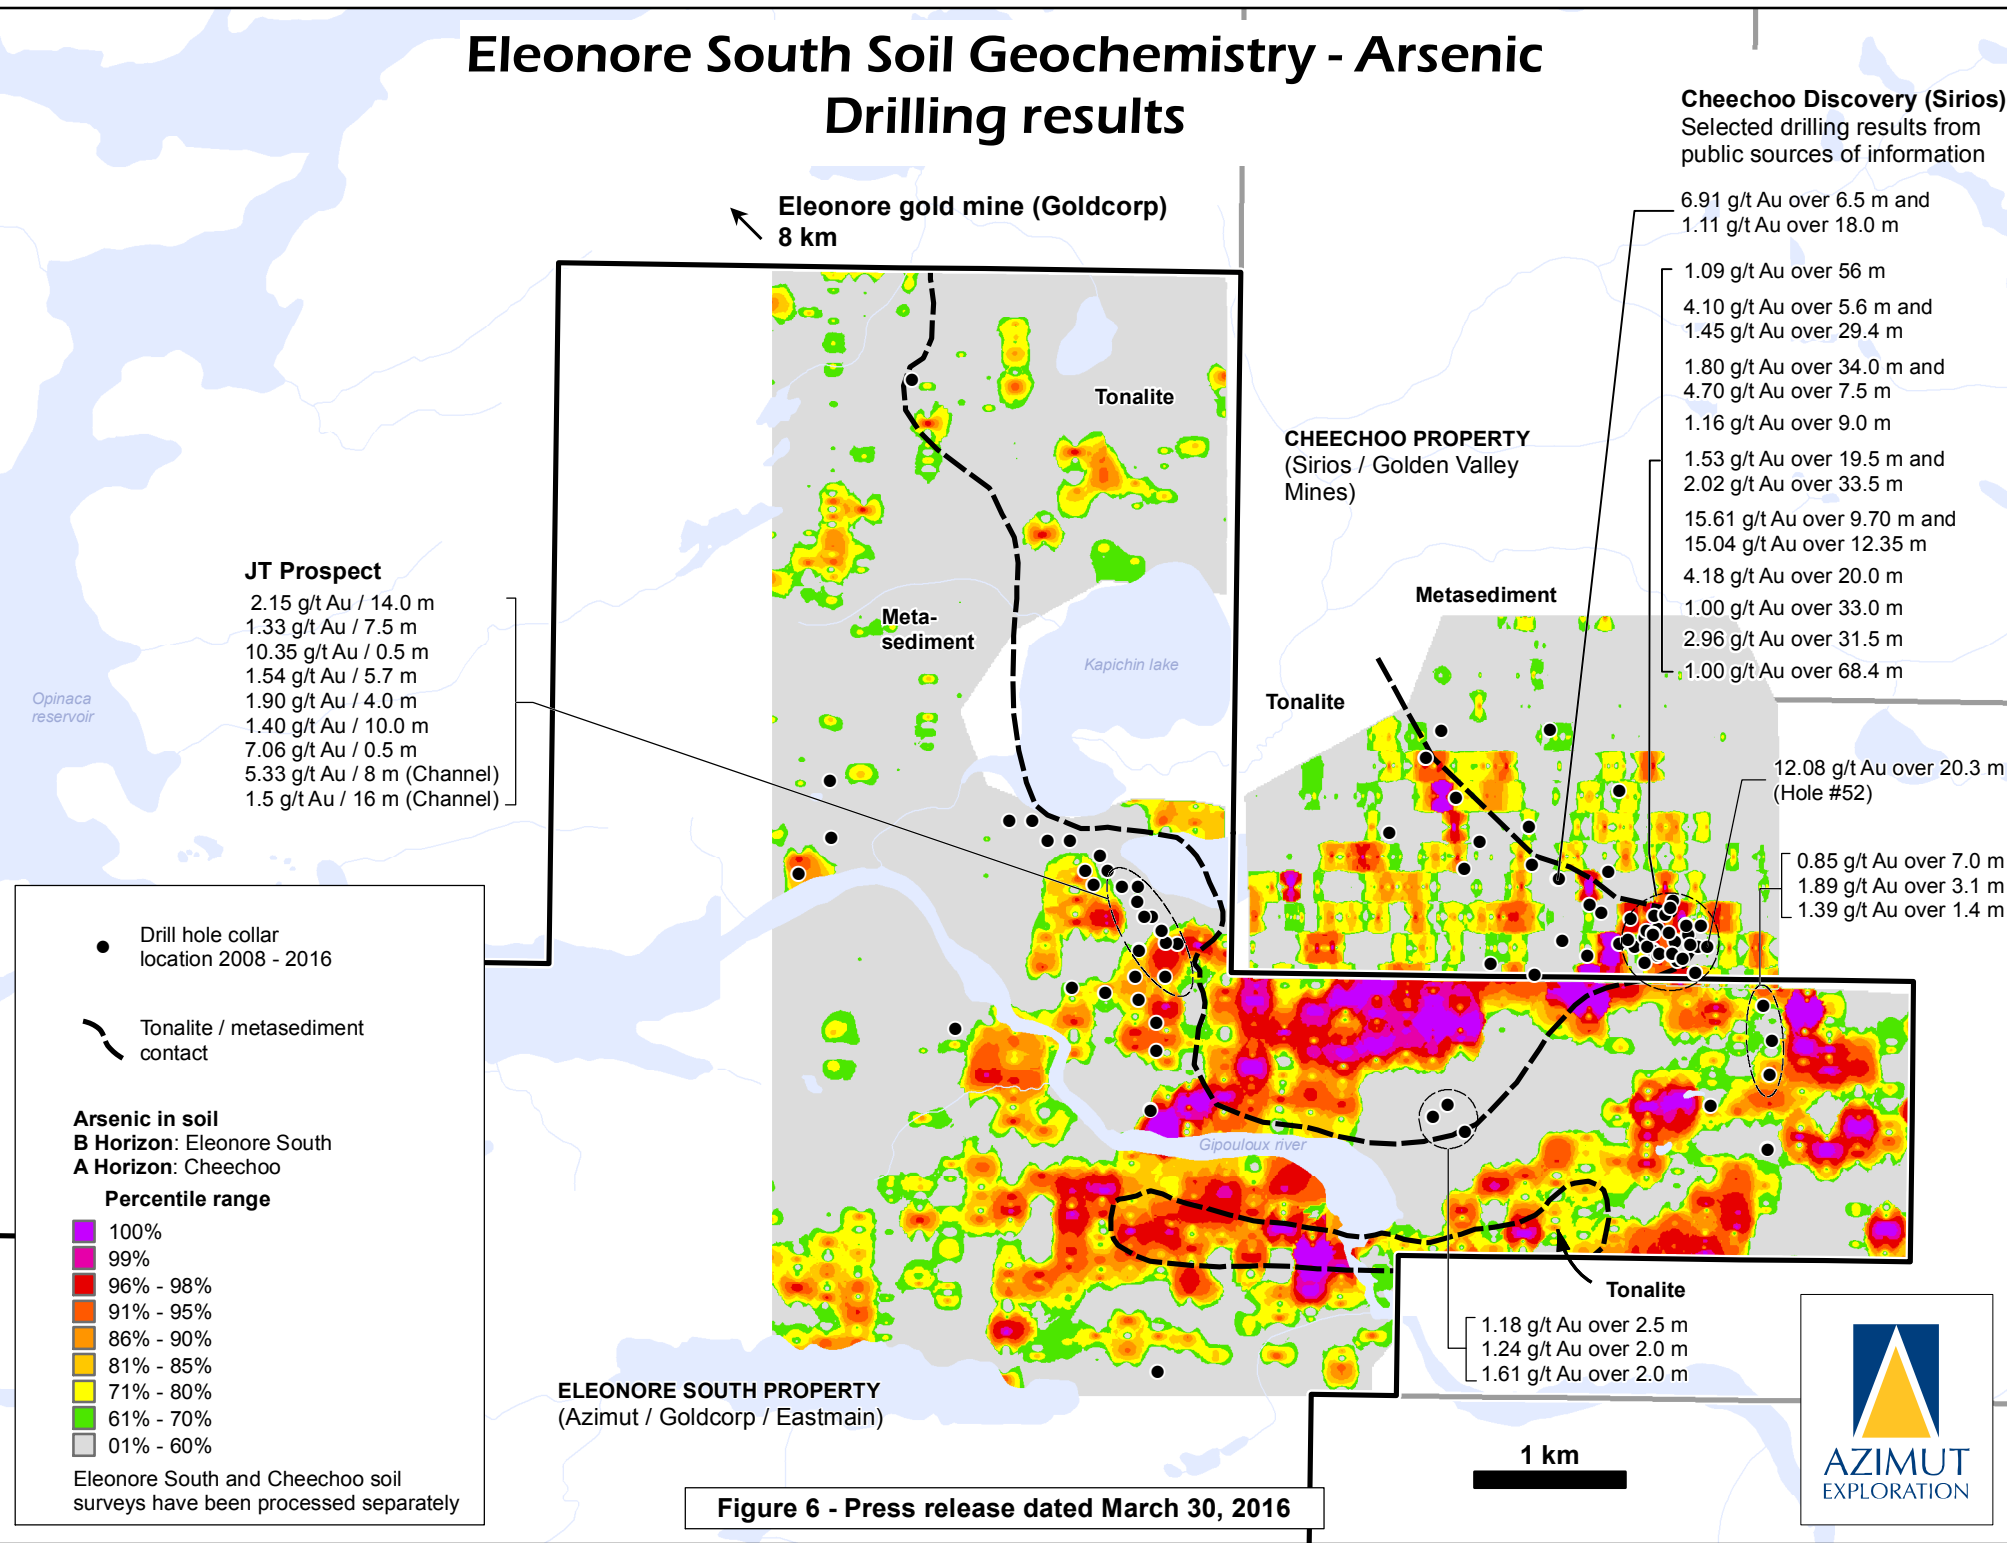 Eleonore South Soil Geochemistry - Arsenic
Drilling results
Cheechoo Discovery (Sirios)
Selected drilling results from
public sources of information
6.91 g/t Au over 6.5 m and
1.11 g/t Au over 18.0 m
1.09 g/t Au over 56 m
4.10 g/t Au over 5.6 m and
1.45 g/t Au over 29.4 m
1.80 g/t Au over 34.0 m and
4.70 g/t Au over 7.5 m
1.16 g/t Au over 9.0 m
1.53 g/t Au over 19.5 m and
2.02 g/t Au over 33.5 m
15.61 g/t Au over 9.70 m and
15.04 g/t Au over 12.35 m
4.18 g/t Au over 20.0 m
1.00 g/t Au over 33.0 m
2.96 g/t Au over 31.5 m
1.00 g/t Au over 68.4 m
Eleonore gold mine (Goldcorp)
8 km
Tonalite
CHEECHOO PROPERTY
(Sirios / Golden Valley
Mines)
JT Prospect
2.15 g/t Au / 14.0 m
1.33 g/t Au / 7.5 m
10.35 g/t Au / 0.5 m
1.54 g/t Au / 5.7 m
1.90 g/t Au / 4.0 m
1.40 g/t Au / 10.0 m
7.06 g/t Au / 0.5 m
5.33 g/t Au / 8 m (Channel)
1.5 g/t Au / 16 m (Channel)
Meta-
sediment
Metasediment
Kapichin lake
Tonalite
Opinaca
reservoir
12.08 g/t Au over 20.3 m
(Hole #52)
0.85 g/t Au over 7.0 m
1.89 g/t Au over 3.1 m
1.39 g/t Au over 1.4 m
Drill hole collar
location 2008 - 2016
Tonalite / metasediment
contact
Arsenic in soil
B Horizon: Eleonore South
A Horizon: Cheechoo
Percentile range
100%
99%
96% - 98%
91% - 95%
86% - 90%
81% - 85%
71% - 80%
61% - 70%
01% - 60%
Eleonore South and Cheechoo soil
surveys have been processed separately
Gipouloux river
Tonalite
1.18 g/t Au over 2.5 m
1.24 g/t Au over 2.0 m
1.61 g/t Au over 2.0 m
ELEONORE SOUTH PROPERTY
(Azimut / Goldcorp / Eastmain)
1 km
AZIMUT
EXPLORATION
Figure 6 - Press release dated March 30, 2016